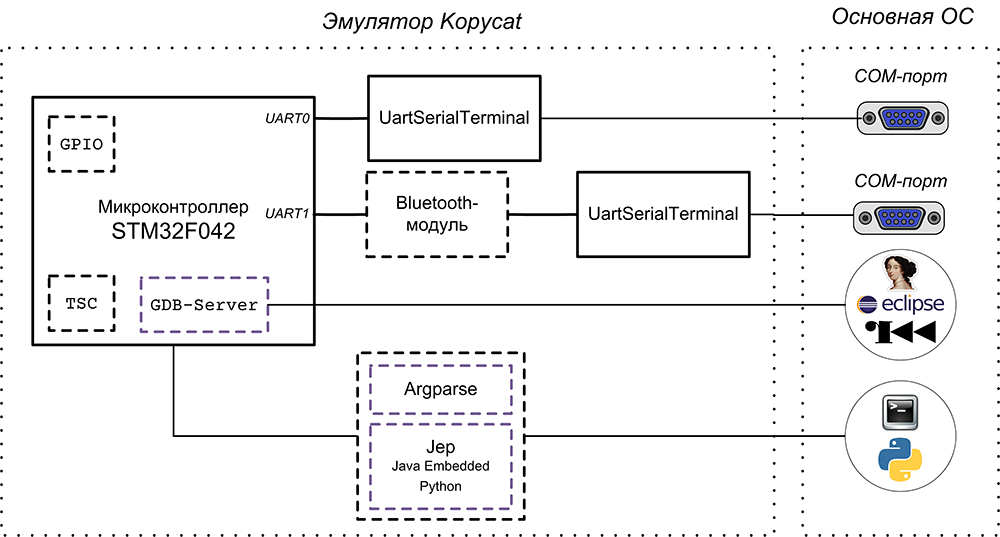 Эмулятор Kopycat
Основная ОС
COM-порт
UART0
UartSerialTerminal
GPIO
COM-порт
Микроконтроллер
STM32F042
UART1
Bluetooth-
модуль
UartSerialTerminal
TSC
GDB-Server
eclipse
Argparse
Jep
Java Embedded
Python
>_